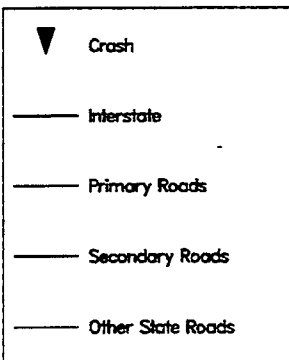 Crash
Interstate
Primary Roads
Secondary Roads
Other State Roads